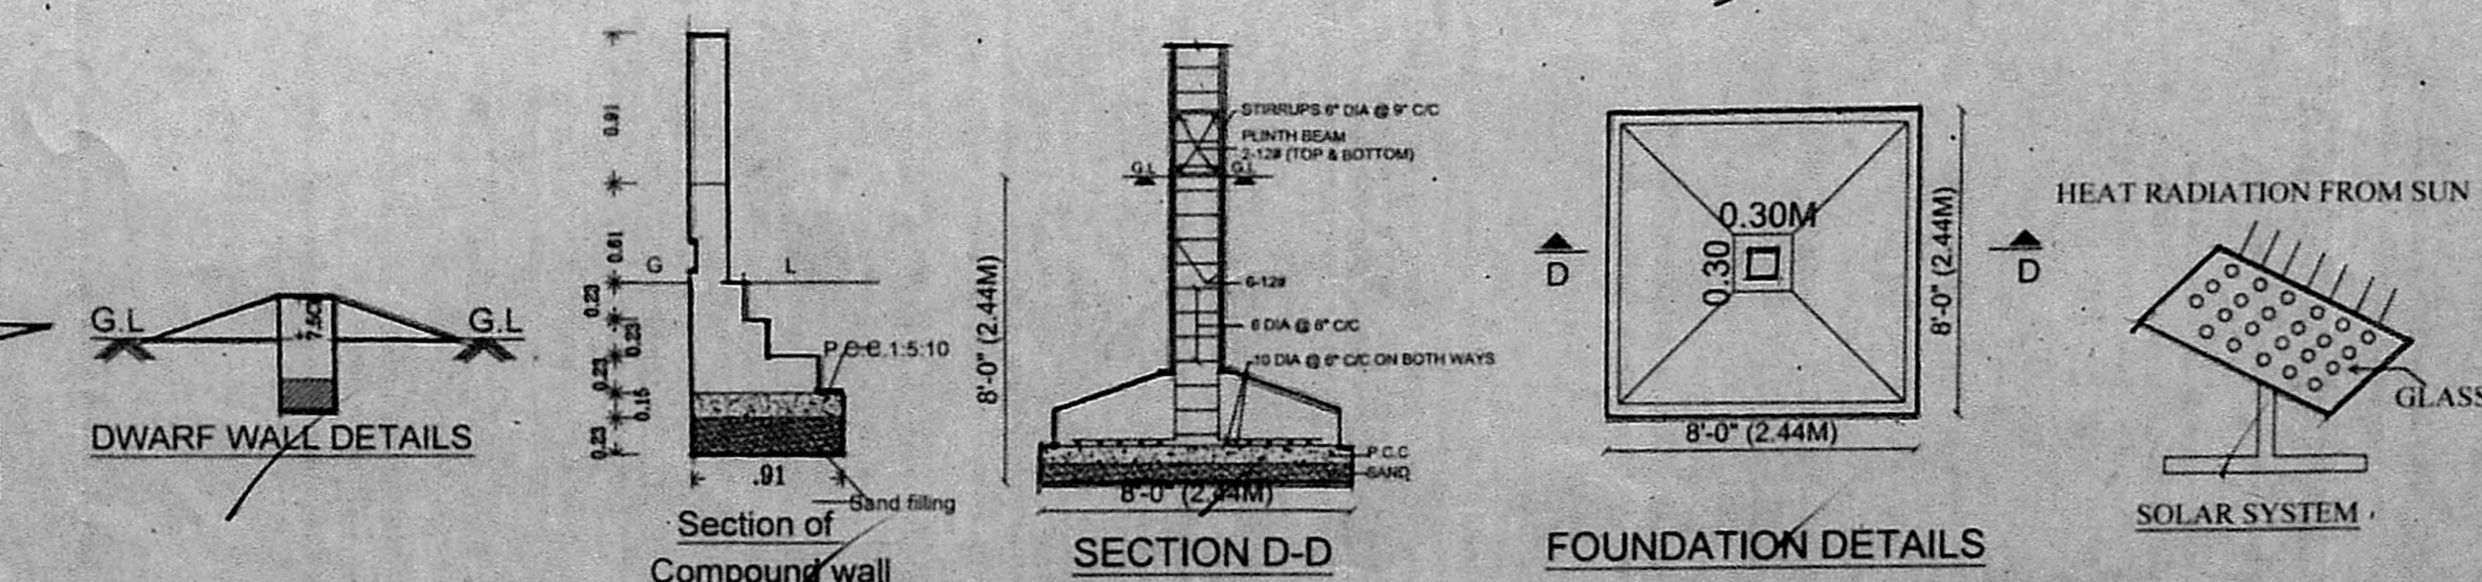 G.L
G.L
DWARF WALL DETAILS
0.91
0.61
0.23
0.23
0.23
0.15
0.23
G
L
P.C.C.1:5:10
.91
Sand filling
Section of
Compound wall
8'-0" (2.44M)
STIRRUPS 6" DIA @ 9" C/C
PLINTH BEAM
2-12# (TOP & BOTTOM)
G.L
G.L
6-12#
6 DIA @ 6" C/C
10 DIA @ 6" C/C ON BOTH WAYS
P.C.C
SAND
8'-0" (2.44M)
SECTION D-D
D
0.30M
0.30
8'-0" (2.44M)
8'-0" (2.44M)
D
FOUNDATION DETAILS
HEAT RADIATION FROM SUN
GLASS
SOLAR SYSTEM